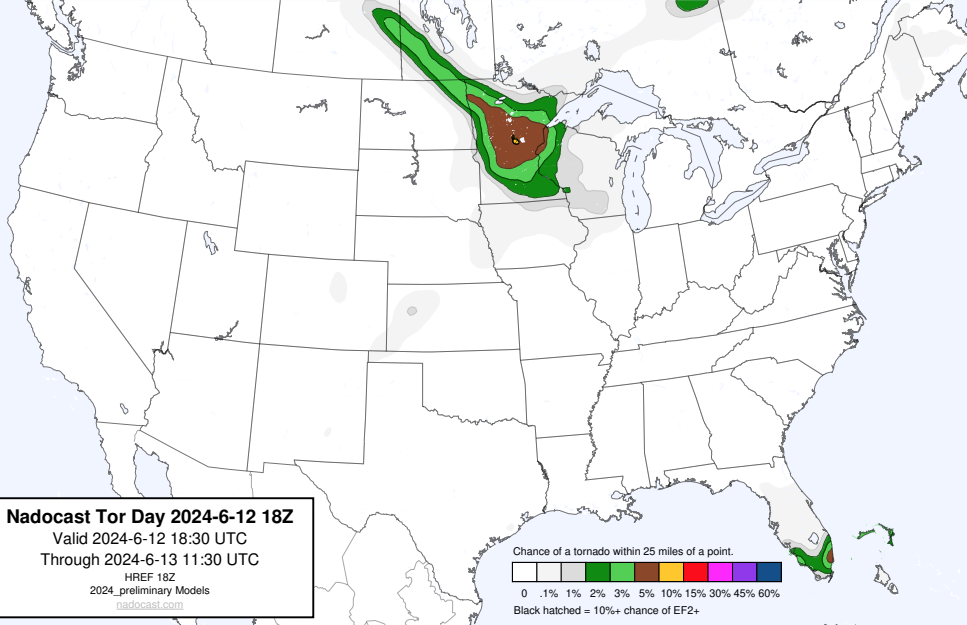 Nadocast Tor Day 2024-6-12 18Z
Valid 2024-6-12 18:30 UTC
Through 2024-6-13 11:30 UTC
HREF 18Z
2024_preliminary Models
nadocast.com
Chance of a tornado within 25 miles of a point.
0 .1% 1% 2% 3% 5% 10% 15% 30% 45% 60%
Black hatched = 10%+ chance of EF2+